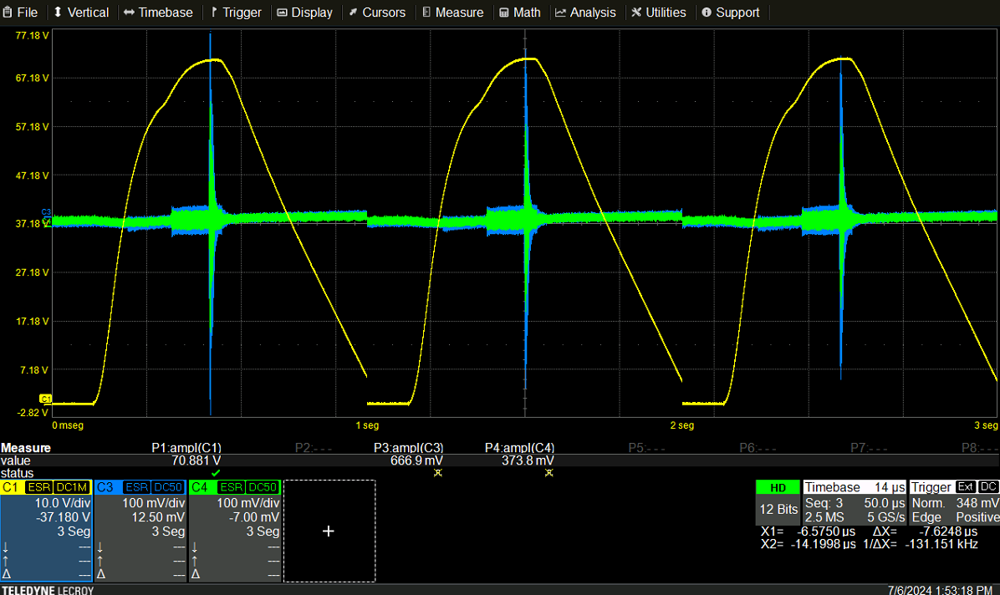 File Vertical Timebase Trigger Display Cursors Measure Math Analysis Utilities Support
77.18 V
67.18 V
57.18 V
47.18 V
C3
C4
37.18 V
27.18 V
17.18 V
7.18 V
C1
-2.82 V
0 mseg 1 seg 2 seg 3 seg
Measure P1:ampl(C1) P2:--- P3:ampl(C3) P4:ampl(C4) P5:--- P6:--- P7:--- P8:---
value 70.881 V 666.9 mV 373.8 mV
status
C1 ESR DC1M C3 ESR DC50 C4 ESR DC50 HD Timebase 14 µs Trigger Ext DC
10.0 V/div 100 mV/div 100 mV/div 12 Bits Seq: 3 50.0 µs Norm. 348 mV
-37.180 V 12.50 mV -7.00 mV 2.5 MS 5 GS/s Edge Positive
3 Seg 3 Seg 3 Seg X1= -6.5750 µs ΔX= -7.6248 µs
+ X2= -14.1998 µs 1/ΔX= -131.151 kHz
↓ --- ↓ --- ↓ ---
↑ --- ↑ --- ↑ ---
Δ --- Δ --- Δ ---
TELEDYNE LECROY 7/6/2024 1:53:18 PM